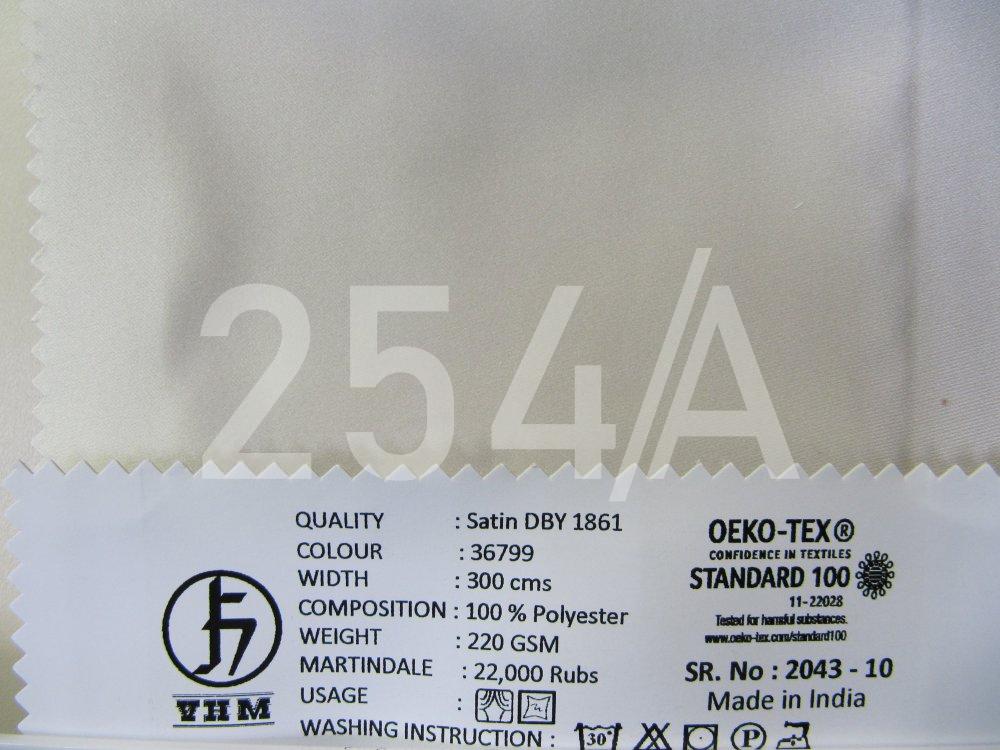 254/A
QUALITY : Satin DBY 1861
COLOUR : 36799
WIDTH : 300 cms
COMPOSITION : 100 % Polyester
WEIGHT : 220 GSM
MARTINDALE : 22,000 Rubs
USAGE :
WASHING INSTRUCTION : 30° P
VHM
OEKO-TEX®
CONFIDENCE IN TEXTILES
STANDARD 100
11-22028
Tested for harmful substances.
www.oeko-tex.com/standard100
SR. No : 2043 - 10
Made in India